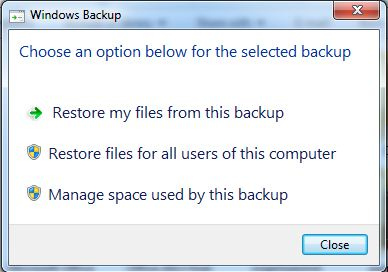 Windows Backup
Choose an option below for the selected backup
Restore my files from this backup
Restore files for all users of this computer
Manage space used by this backup
Close